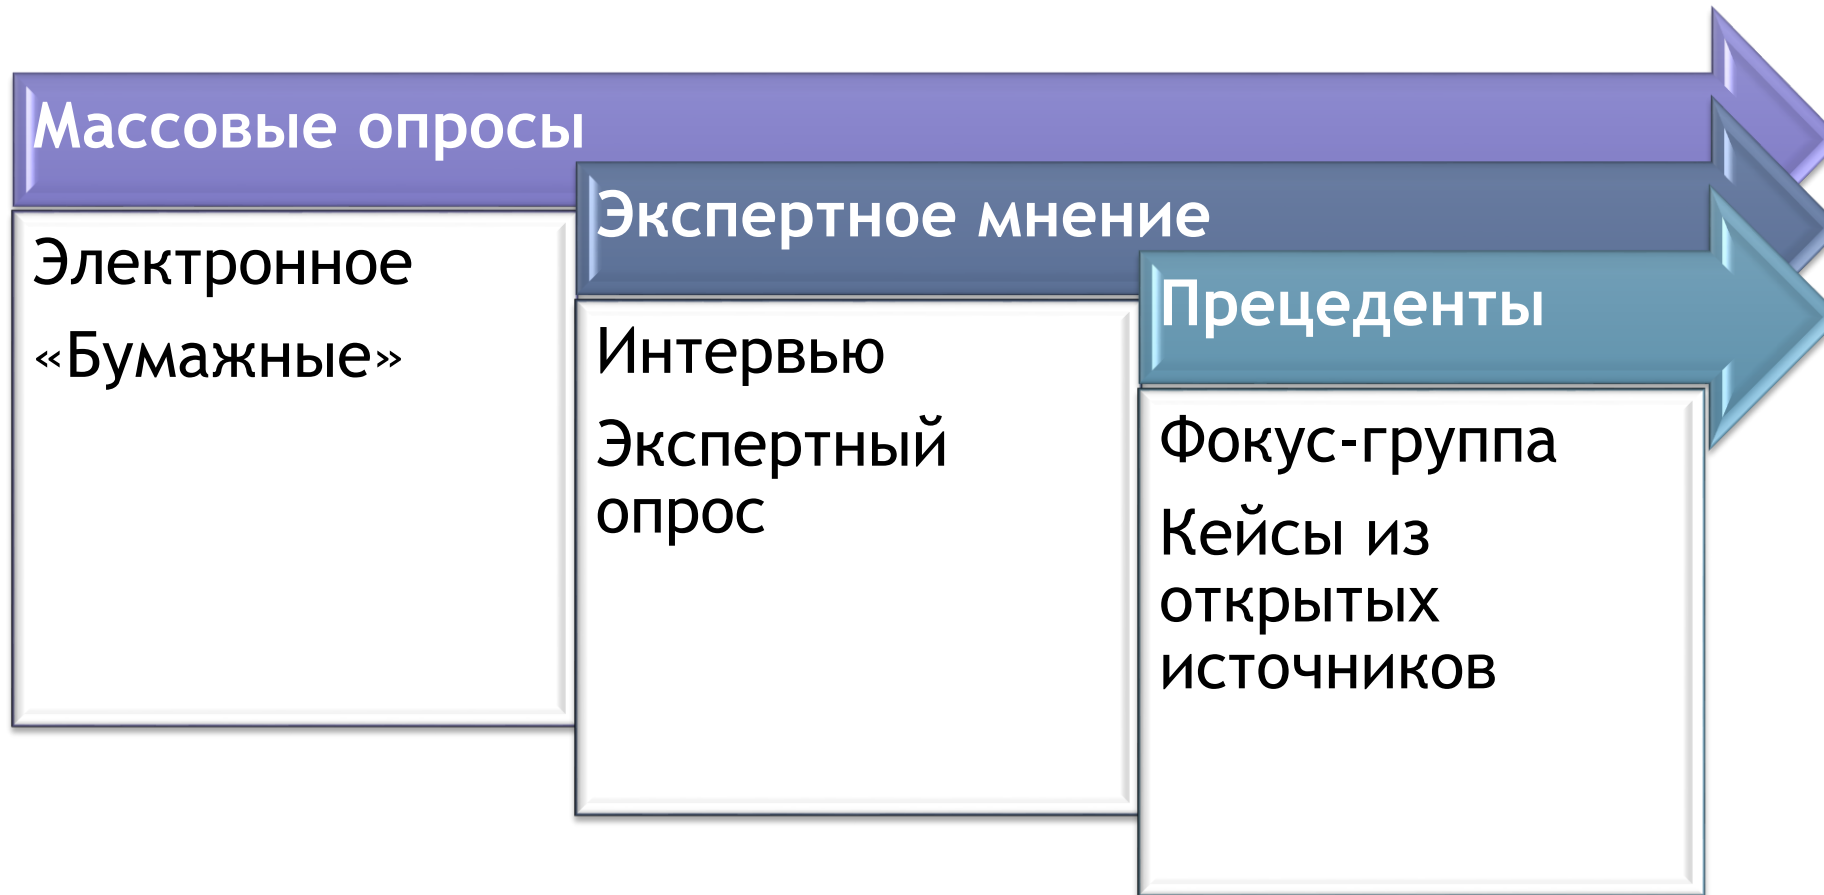 Массовые опросы
Электронное
«Бумажные»
Экспертное мнение
Интервью
Экспертный
опрос
Прецеденты
Фокус-группа
Кейсы из
открытых
источников